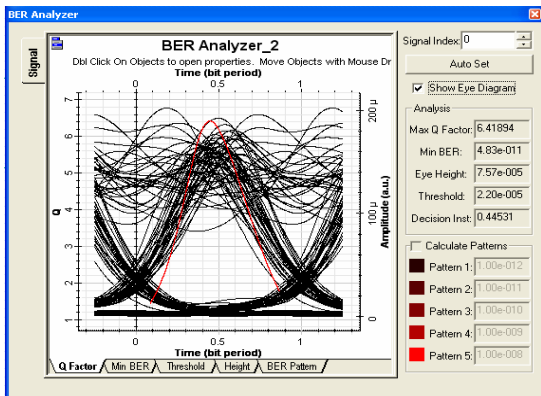 BER Analyzer
Signal
BER Analyzer_2
Dbl Click On Objects to open properties. Move Objects with Mouse Dr
Time (bit period)
0 0.5 1
Q
7
6
5
4
3
2
1
Amplitude (a.u.)
200 µ
100 µ
0
0 0.5 1
Time (bit period)
Q Factor Min BER Threshold Height BER Pattern
Signal Index: 0
Auto Set
Show Eye Diagram
Analysis
Max Q Factor: 6.41894
Min BER: 4.83e-011
Eye Height: 7.57e-005
Threshold: 2.20e-005
Decision Inst: 0.44531
Calculate Patterns
Pattern 1: 1.00e-012
Pattern 2: 1.00e-011
Pattern 3: 1.00e-010
Pattern 4: 1.00e-009
Pattern 5: 1.00e-008